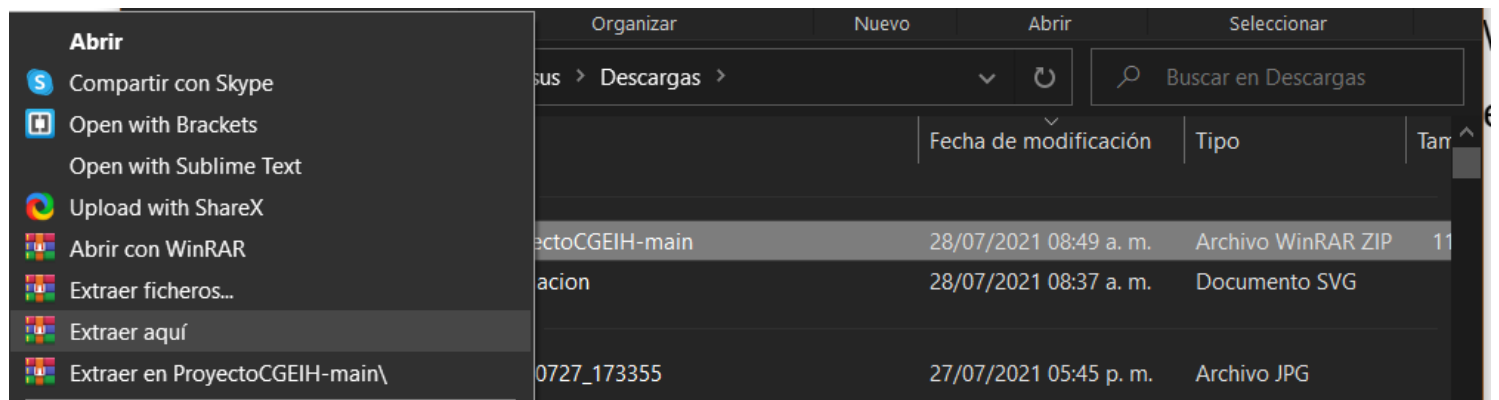 Organizar Nuevo Abrir Seleccionar
Abrir
Compartir con Skype
sus > Descargas > Buscar en Descargas
Open with Brackets
Fecha de modificación Tipo Tam
Open with Sublime Text
Upload with ShareX
Abrir con WinRAR
ectoCGEIH-main 28/07/2021 08:49 a. m. Archivo WinRAR ZIP 11
Extraer ficheros...
acion 28/07/2021 08:37 a. m. Documento SVG
Extraer aquí
Extraer en ProyectoCGEIH-main\
0727_173355 27/07/2021 05:45 p. m. Archivo JPG